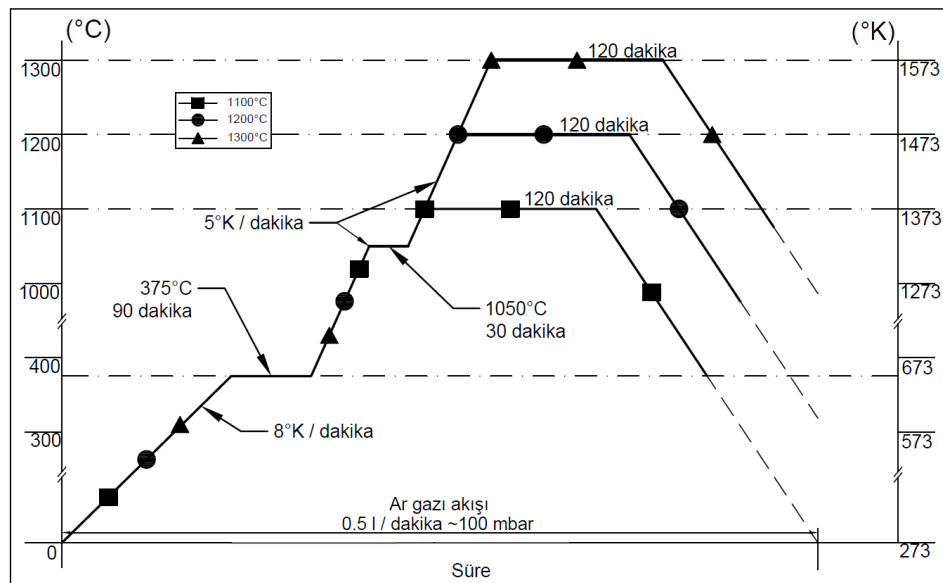 (°C)
(°K)
1300
120 dakika
1573
1100°C
1200°C
1300°C
1200
120 dakika
1473
1100
120 dakika
1373
5°K / dakika
1000
375°C
90 dakika
1050°C
30 dakika
1273
400
673
300
8°K / dakika
573
Ar gazı akışı
0.5 l / dakika ~100 mbar
0
Süre
273